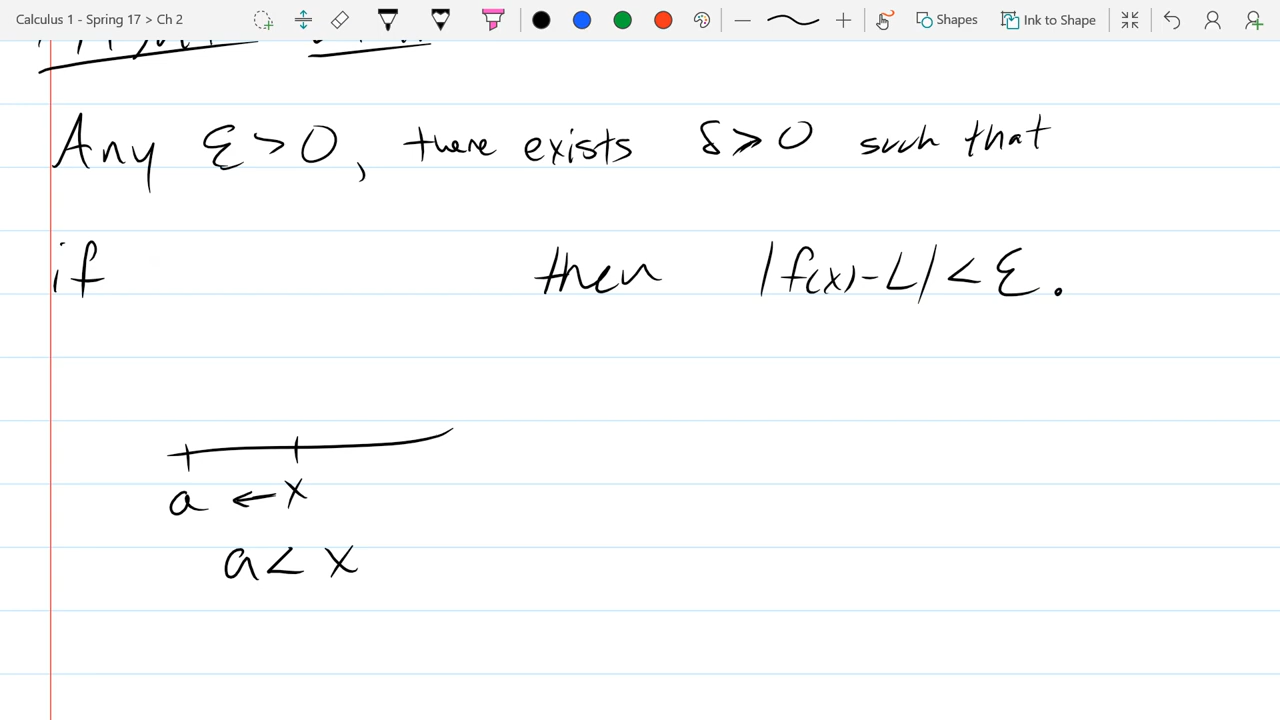 Calculus 1 - Spring 17 > Ch 2 Shapes Ink to Shape
Any ε > 0, there exists δ > 0 such that
if then |f(x) - L| < ε.
a ← x
a < x